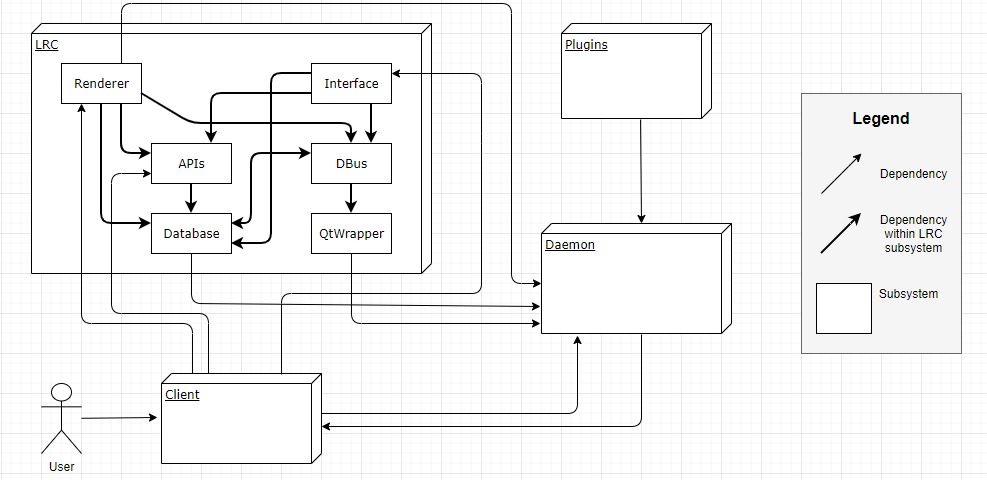 LRC
Renderer
Interface
APIs
DBus
Database
QtWrapper
Plugins
Daemon
Client
User
Legend
Dependency
Dependency
within LRC
subsystem
Subsystem